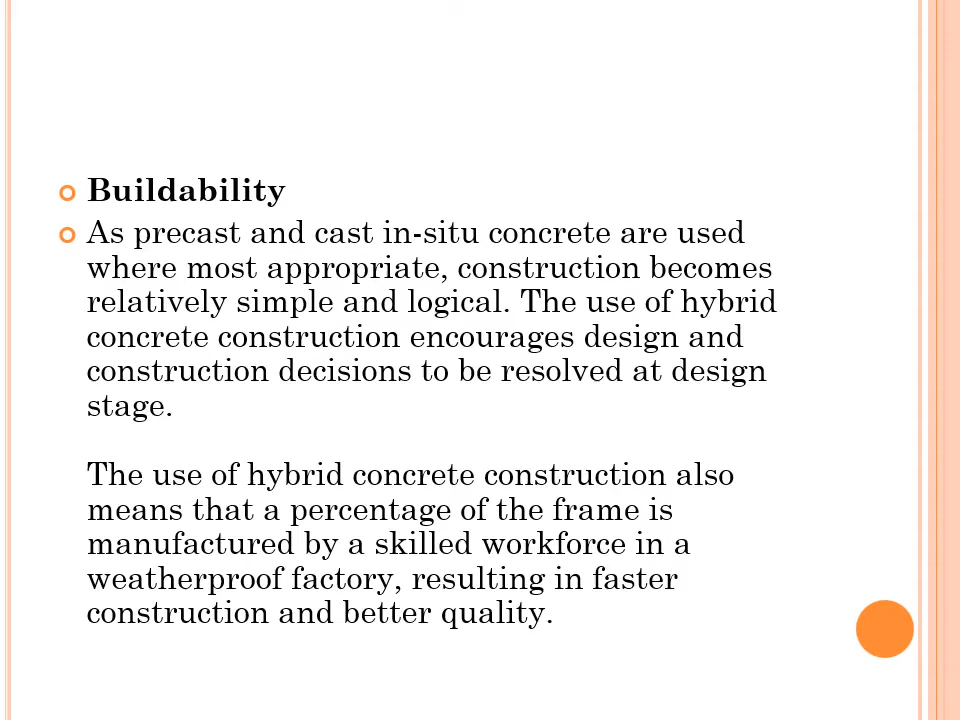 Buildability
As precast and cast in-situ concrete are used
where most appropriate, construction becomes
relatively simple and logical. The use of hybrid
concrete construction encourages design and
construction decisions to be resolved at design
stage.
The use of hybrid concrete construction also
means that a percentage of the frame is
manufactured by a skilled workforce in a
weatherproof factory, resulting in faster
construction and better quality.